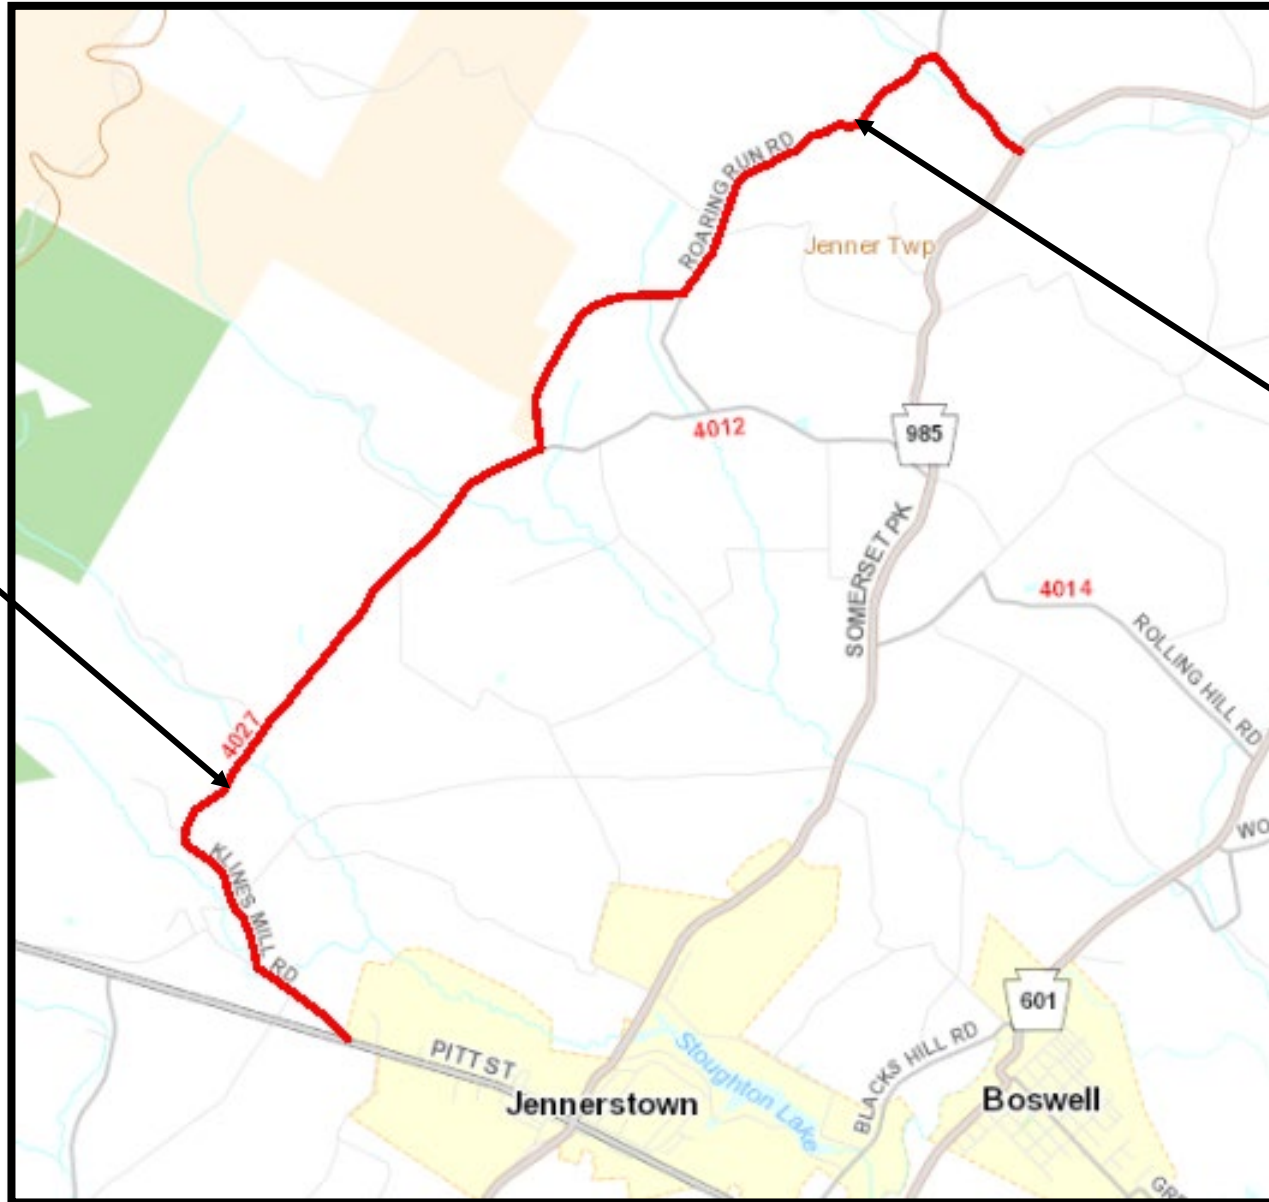 ROARING RUN RD
Jenner Twp
4012
985
SOMERSET PK
4014
ROLLING HILL RD
4027
KLINES MILL RD
WO
601
PITT ST
Stoughton Lake
BLACKS HILL RD
Jennerstown
Boswell
GR